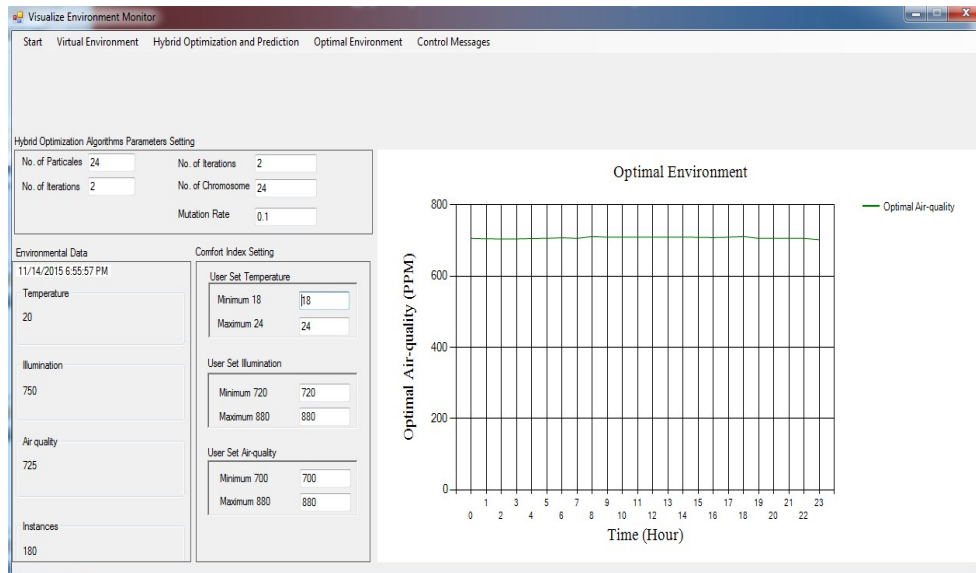 Visualize Environment Monitor
Start Virtual Environment Hybrid Optimization and Prediction Optimal Environment Control Messages
Hybrid Optimization Algorithms Parameters Setting
No. of Particales 24
No. of Iterations 2
No. of Iterations 2
No. of Chromosome 24
Mutation Rate 0.1
Environmental Data
11/14/2015 6:55:57 PM
Temperature
20
Illumination
750
Air quality
725
Instances
180
Comfort Index Setting
User Set Temperature
Minimum 18 18
Maximum 24 24
User Set Illumination
Minimum 720 720
Maximum 880 880
User Set Air-quality
Minimum 700 700
Maximum 880 880
Optimal Environment
Optimal Air-quality
Optimal Air-quality (PPM)
800
600
400
200
0
1 3 5 7 9 11 13 15 17 19 21 23
0 2 4 6 8 10 12 14 16 18 20 22
Time (Hour)